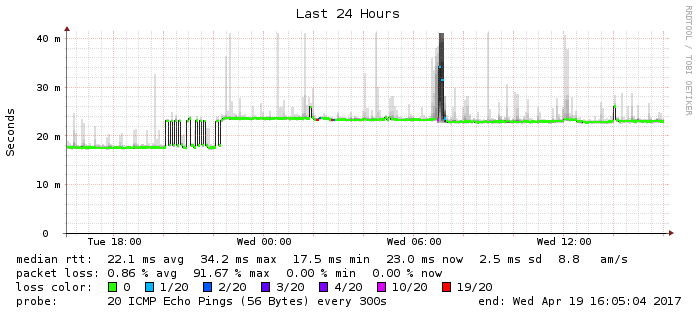 Last 24 Hours
RRDTOOL / TOBI OETIKER
Seconds
40 m
30 m
20 m
10 m
0
Tue 18:00 Wed 00:00 Wed 06:00 Wed 12:00
median rtt: 22.1 ms avg 34.2 ms max 17.5 ms min 23.0 ms now 2.5 ms sd 8.8 am/s
packet loss: 0.86 % avg 91.67 % max 0.00 % min 0.00 % now
loss color: 0 1/20 2/20 3/20 4/20 10/20 19/20
probe: 20 ICMP Echo Pings (56 Bytes) every 300s end: Wed Apr 19 16:05:04 2017